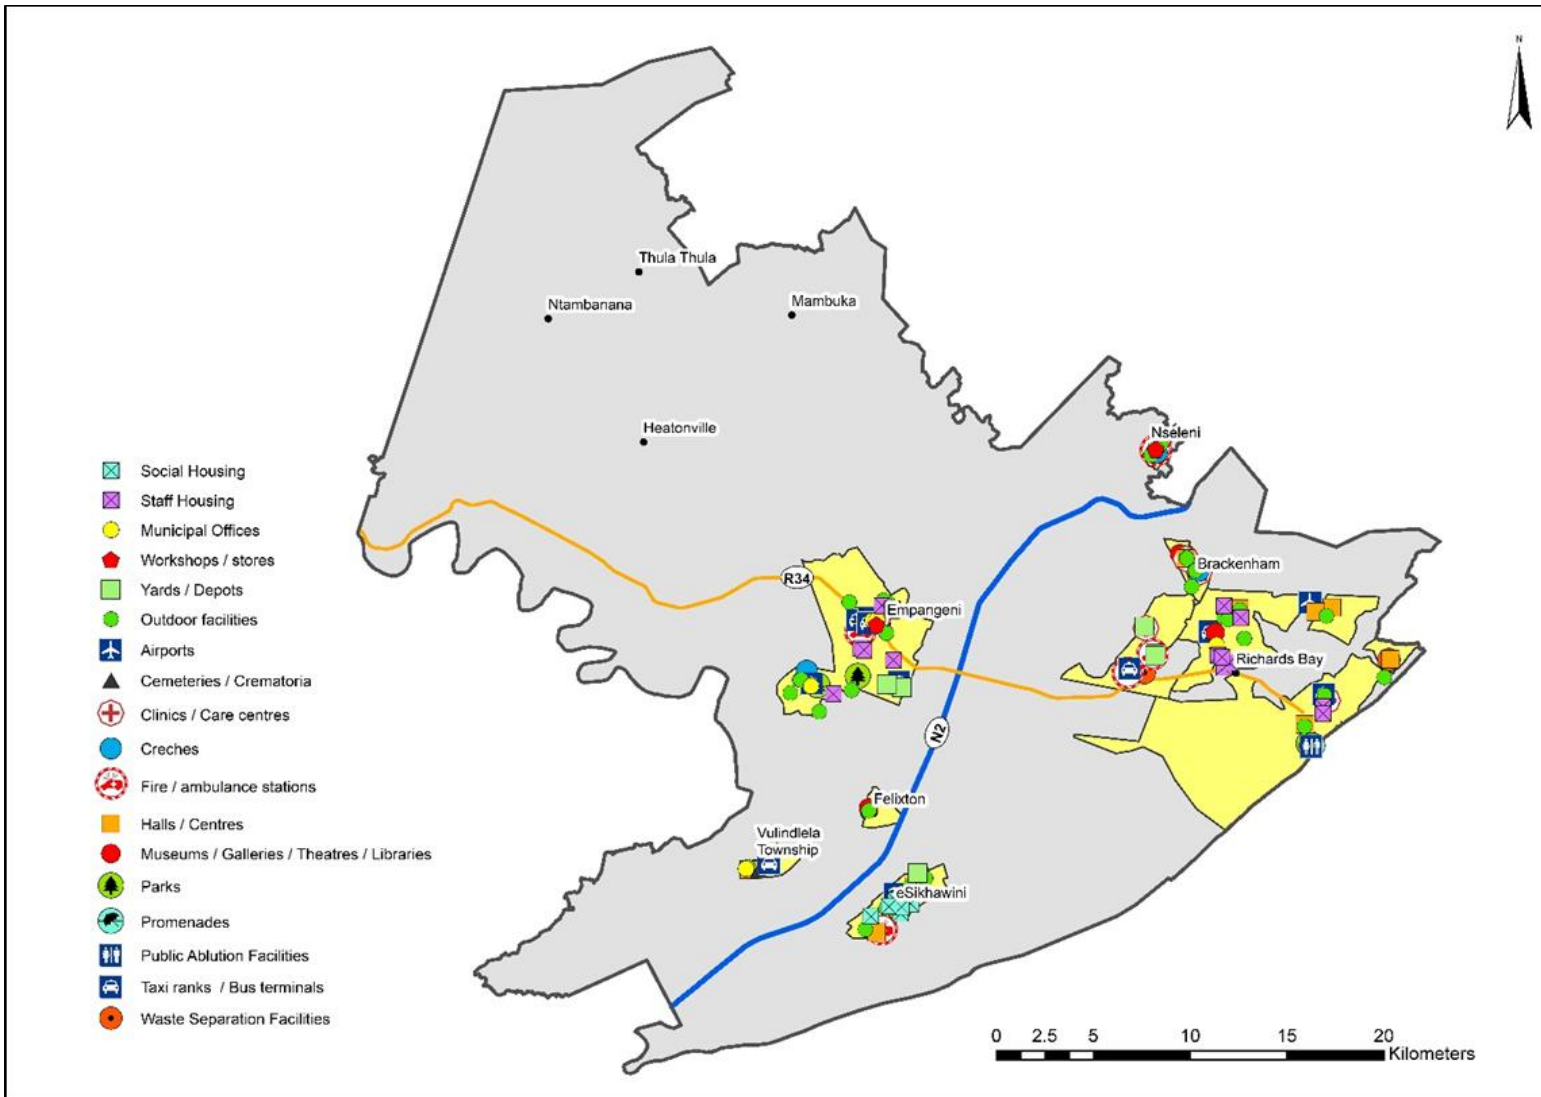 N
Thula Thula
Ntambanana
Mambuka
Heatonville
Nseleni
Brackenham
R34
Empangeni
Richards Bay
N2
Felixton
Vulindlela
Township
eSikhawini
Social Housing
Staff Housing
Municipal Offices
Workshops / stores
Yards / Depots
Outdoor facilities
Airports
Cemeteries / Crematoria
Clinics / Care centres
Creches
Fire / ambulance stations
Halls / Centres
Museums / Galleries / Theatres / Libraries
Parks
Promenades
Public Ablution Facilities
Taxi ranks / Bus terminals
Waste Separation Facilities
0 2.5 5 10 15 20
Kilometers